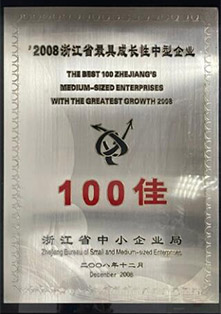 '2008浙江省最具成长性中型企业
THE BEST 100 ZHEJIANG'S
MEDIUM-SIZED ENTERPRISES
WITH THE GREATEST GROWTH 2008
100佳
浙江省中小企业局
Zhejiang Bureau of Small and Medium-sized Enterprises
二〇〇八年十二月
December 2008